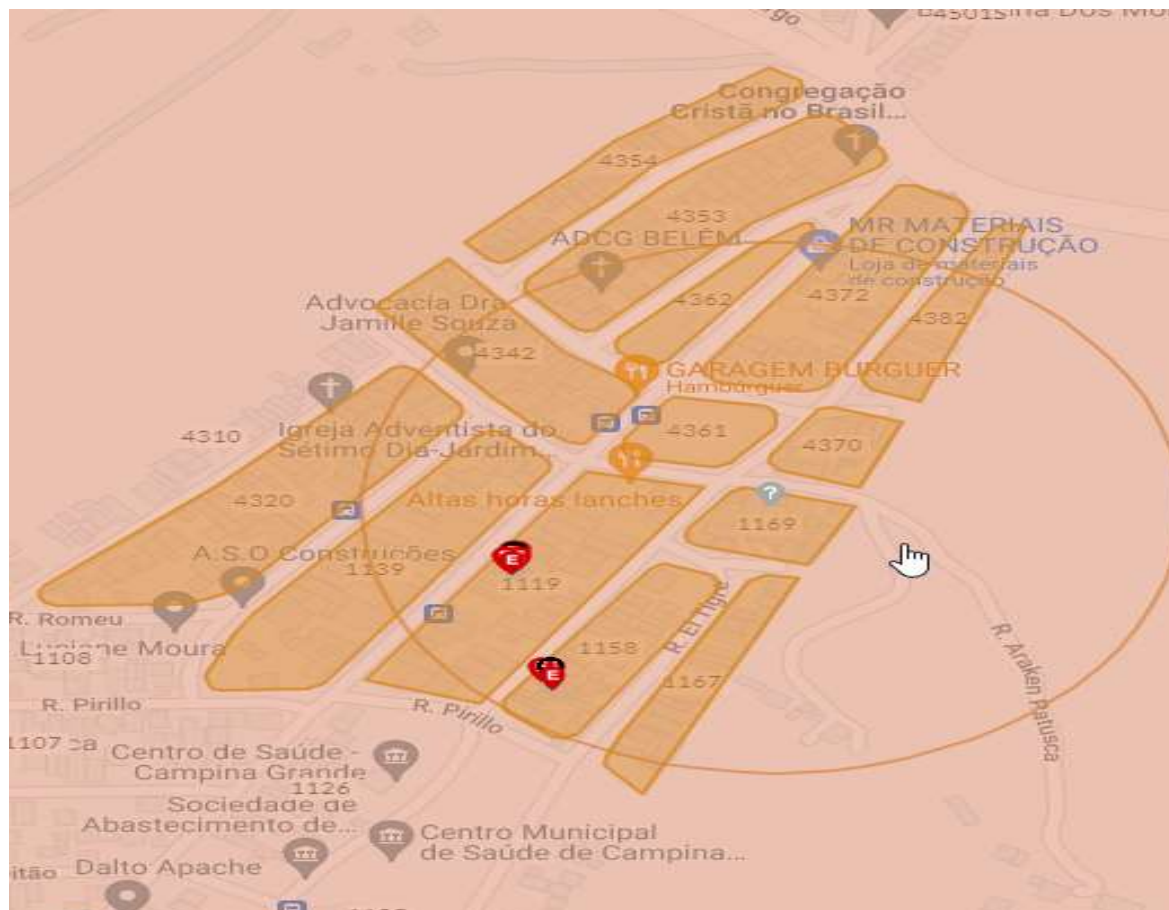 4354
Congregação
Cristã no Brasil...
4353
ADCG BELÉM
MR MATERIAIS
DE CONSTRUÇÃO
Loja de materiais
de construção
4362
4372
4382
Advocacia Dra
Jamille Souza
4342
GARAGEM BURGUER
Hambúrguer
4361
4370
4310
Igreja Adventista do
Sétimo Dia-Jardim...
4320
Altas horas lanches
1169
A.S.O Construções
1139
E
1119
R. Romeu
Luciane Moura
1108
1158
E
R. El Tigre
1167
R. Araken Patusca
R. Pirillo
R. Pirillo
1107
Centro de Saúde -
Campina Grande
1126
Sociedade de
Abastecimento de...
Centro Municipal
de Saúde de Campina...
Dalto Apache